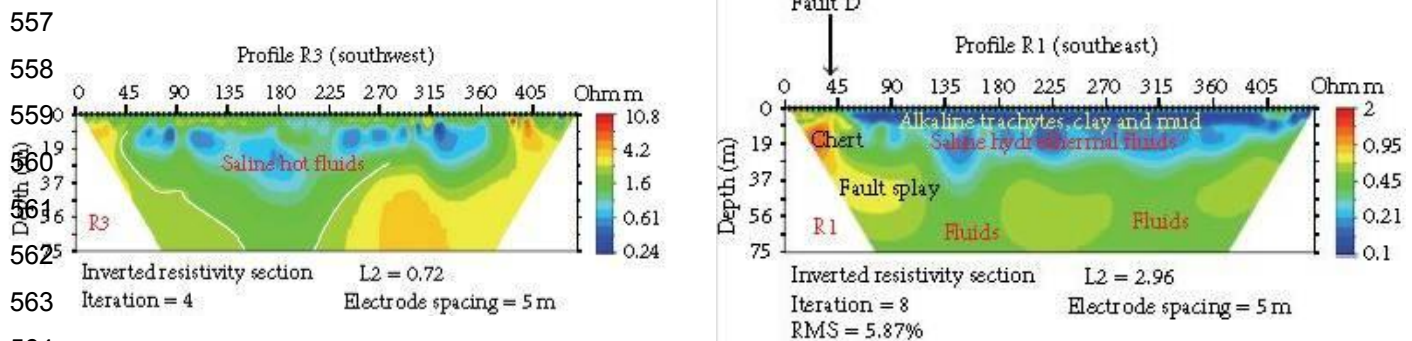 557
558
559
560
561
562
563
Profile R3 (southwest)
0 45 90 135 180 225 270 315 360 405 Ohm m
0
19
37
56
75
Depth (m)
Saline hot fluids
R3
10.8
4.2
1.6
0.61
0.24
Inverted resistivity section L2 = 0.72
Iteration = 4 Electrode spacing = 5 m
Fault D
Profile R1 (southeast)
0 45 90 135 180 225 270 315 360 405 Ohm m
0
19
37
56
75
Depth (m)
Alkaline trachytes, clay and mud
Chert
Saline hydrothermal fluids
Fault splay
R1
Fluids
Fluids
2
0.95
0.45
0.21
0.1
Inverted resistivity section L2 = 2.96
Iteration = 8 Electrode spacing = 5 m
RMS = 5.87%